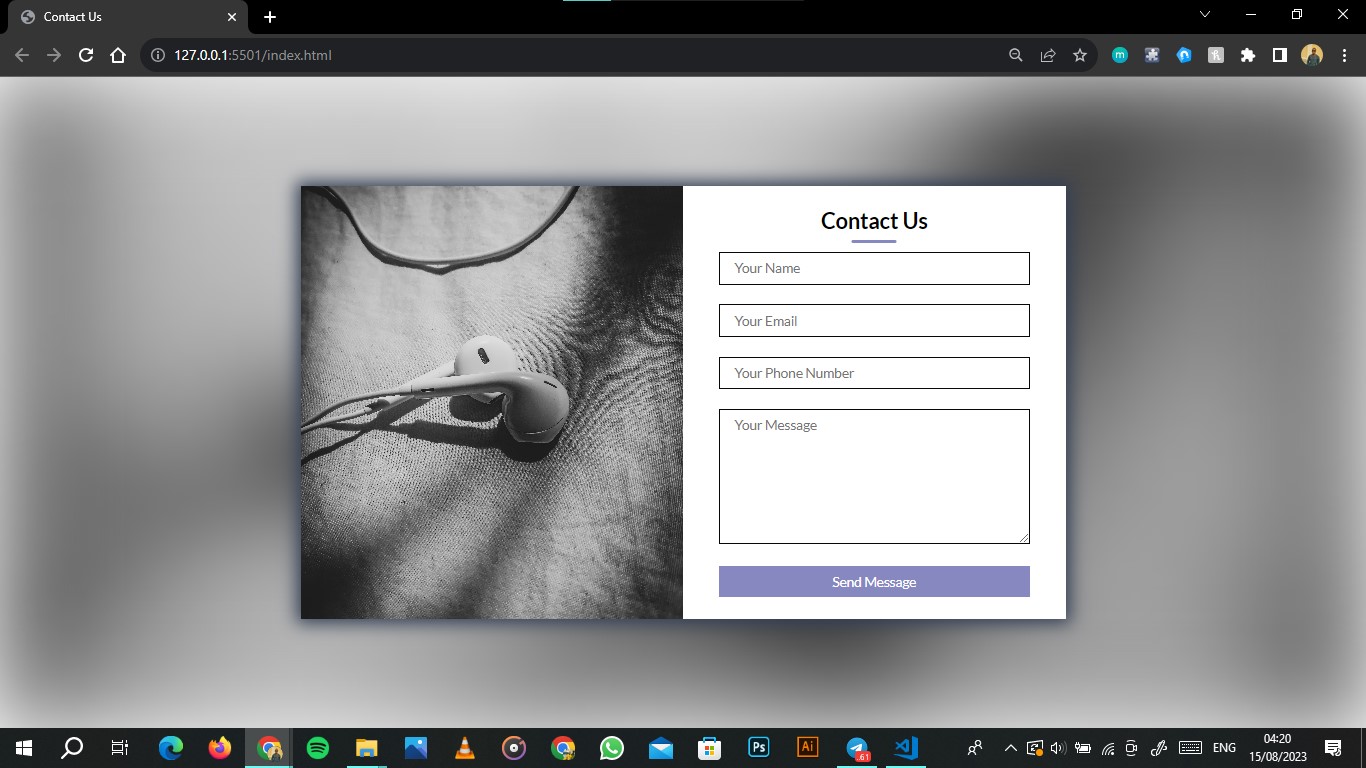 Contact Us
127.0.0.1:5501/index.html
m
Contact Us
Your Name
Your Email
Your Phone Number
Your Message
Send Message
Ps
Ai
.61
ENG
04:20
15/08/2023